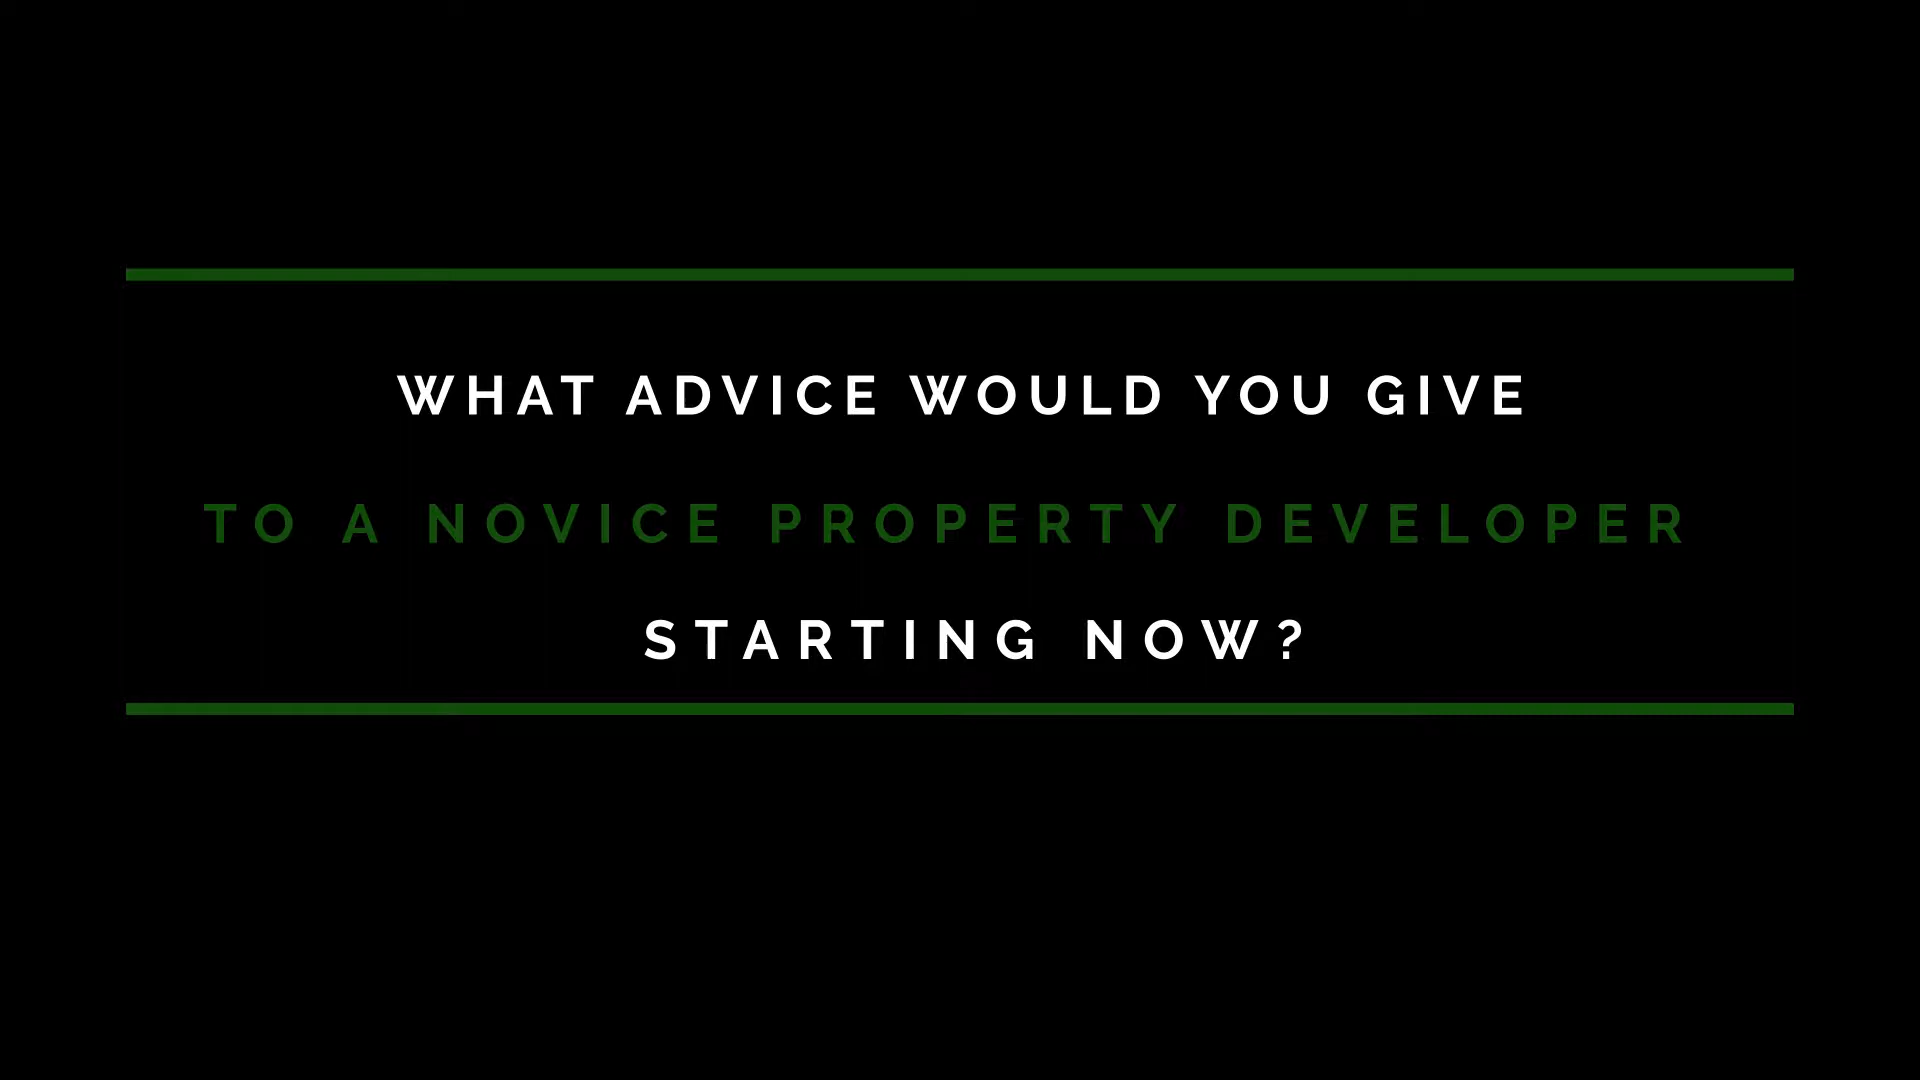 WHAT ADVICE WOULD YOU GIVE
TO A NOVICE PROPERTY DEVELOPER
STARTING NOW?